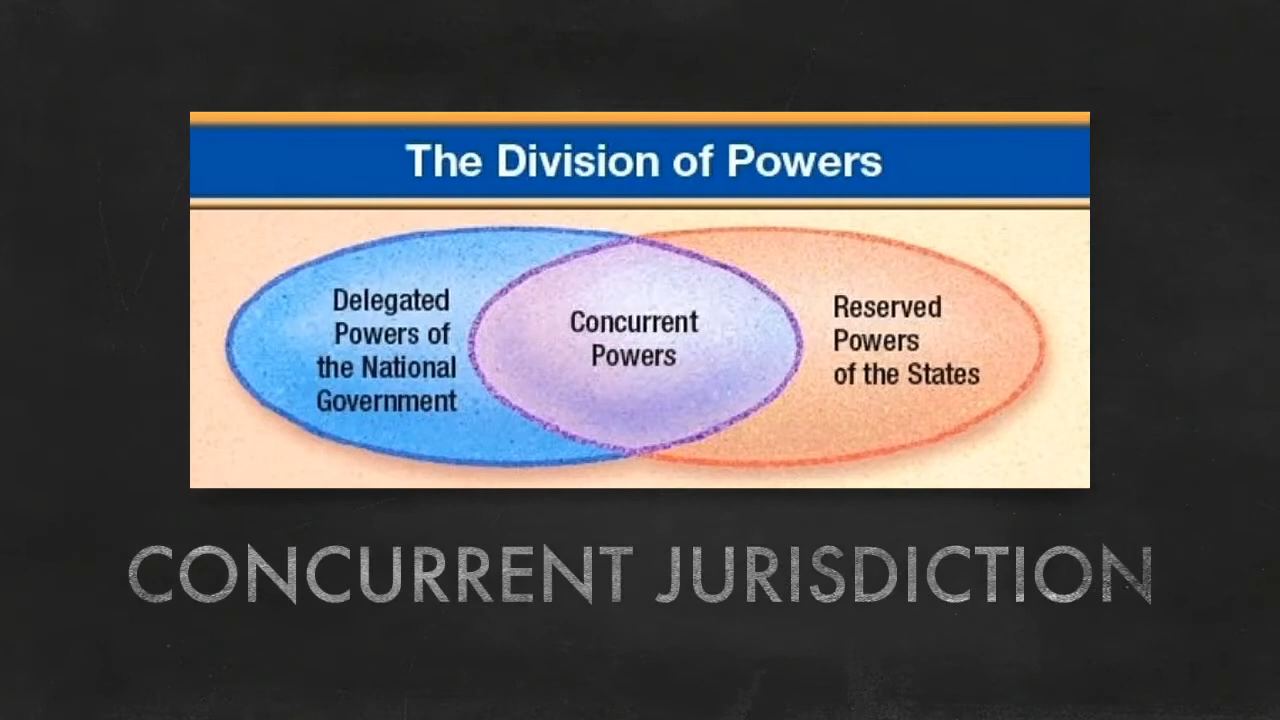 The Division of Powers
Delegated
Powers of
the National
Government
Concurrent
Powers
Reserved
Powers
of the States
CONCURRENT JURISDICTION